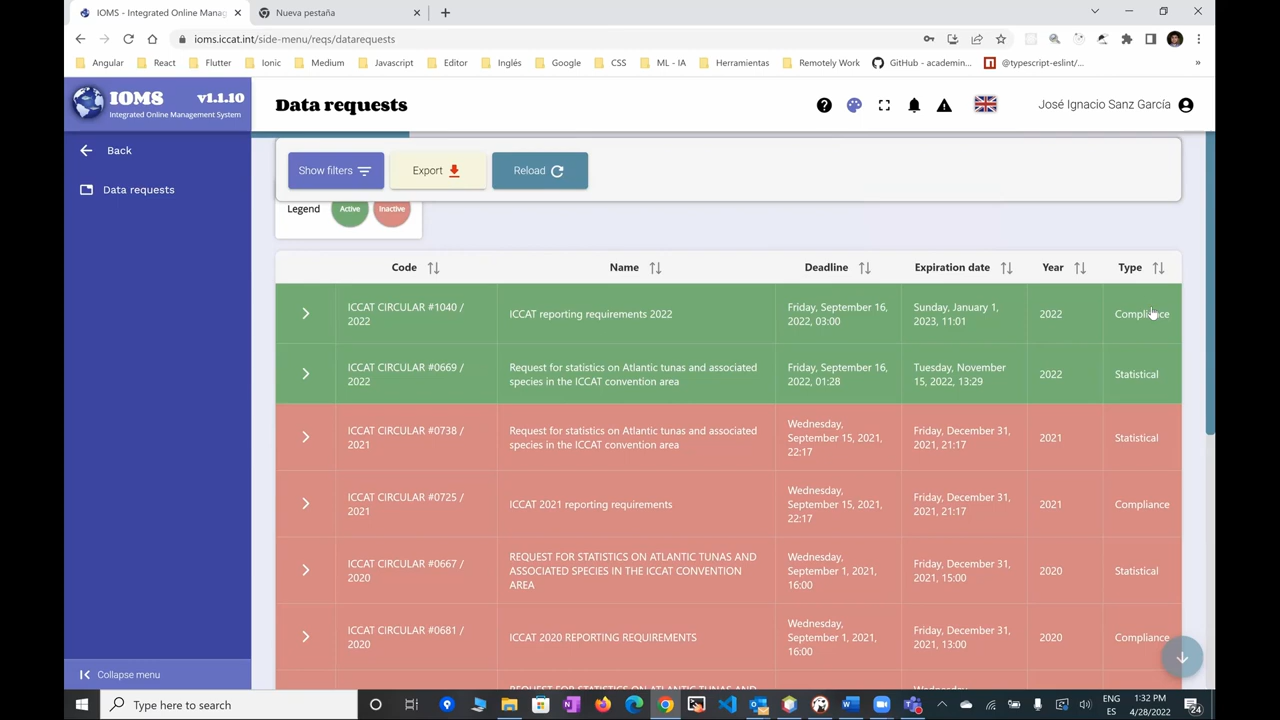 IOMS - Integrated Online Manag
Nueva pestaña
ioms.iccat.int/side-menu/reqs/datarequests
Angular
React
Flutter
Ionic
Medium
Javascript
Editor
Inglés
Google
CSS
ML - IA
Herramientas
Remotely Work
GitHub - academin...
@typescript-eslint/...
»
IOMS v1.1.10
Integrated Online Management System
Data requests
José Ignacio Sanz García
Back
Data requests
Show filters
Export
Reload
Legend
Active
Inactive
Code Name Deadline Expiration date Year Type
ICCAT CIRCULAR #1040 /
2022
ICCAT reporting requirements 2022
Friday, September 16,
2022, 03:00
Sunday, January 1,
2023, 11:01
2022
Compliance
ICCAT CIRCULAR #0669 /
2022
Request for statistics on Atlantic tunas and associated
species in the ICCAT convention area
Friday, September 16,
2022, 01:28
Tuesday, November
15, 2022, 13:29
2022
Statistical
ICCAT CIRCULAR #0738 /
2021
Request for statistics on Atlantic tunas and associated
species in the ICCAT convention area
Wednesday,
September 15, 2021,
22:17
Friday, December 31,
2021, 21:17
2021
Statistical
ICCAT CIRCULAR #0725 /
2021
ICCAT 2021 reporting requirements
Wednesday,
September 15, 2021,
22:17
Friday, December 31,
2021, 21:17
2021
Compliance
ICCAT CIRCULAR #0667 /
2020
REQUEST FOR STATISTICS ON ATLANTIC TUNAS AND
ASSOCIATED SPECIES IN THE ICCAT CONVENTION
AREA
Wednesday,
September 1, 2021,
16:00
Friday, December 31,
2021, 15:00
2020
Statistical
ICCAT CIRCULAR #0681 /
2020
ICCAT 2020 REPORTING REQUIREMENTS
Wednesday,
September 1, 2021,
16:00
Friday, December 31,
2021, 13:00
2020
Compliance
REQUEST FOR STATISTICS ON ATLANTIC TUNAS AND
Wednesday,
Collapse menu
Type here to search
ENG
ES
1:32 PM
4/28/2022
24